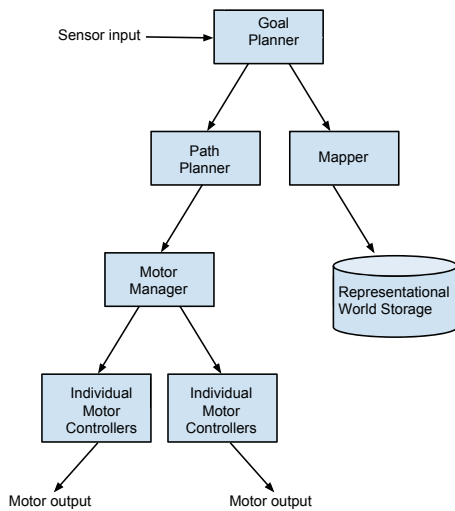 Goal
Planner
Sensor input
Path
Planner
Mapper
Motor
Manager
Representational
World Storage
Individual
Motor
Controllers
Individual
Motor
Controllers
Motor output
Motor output